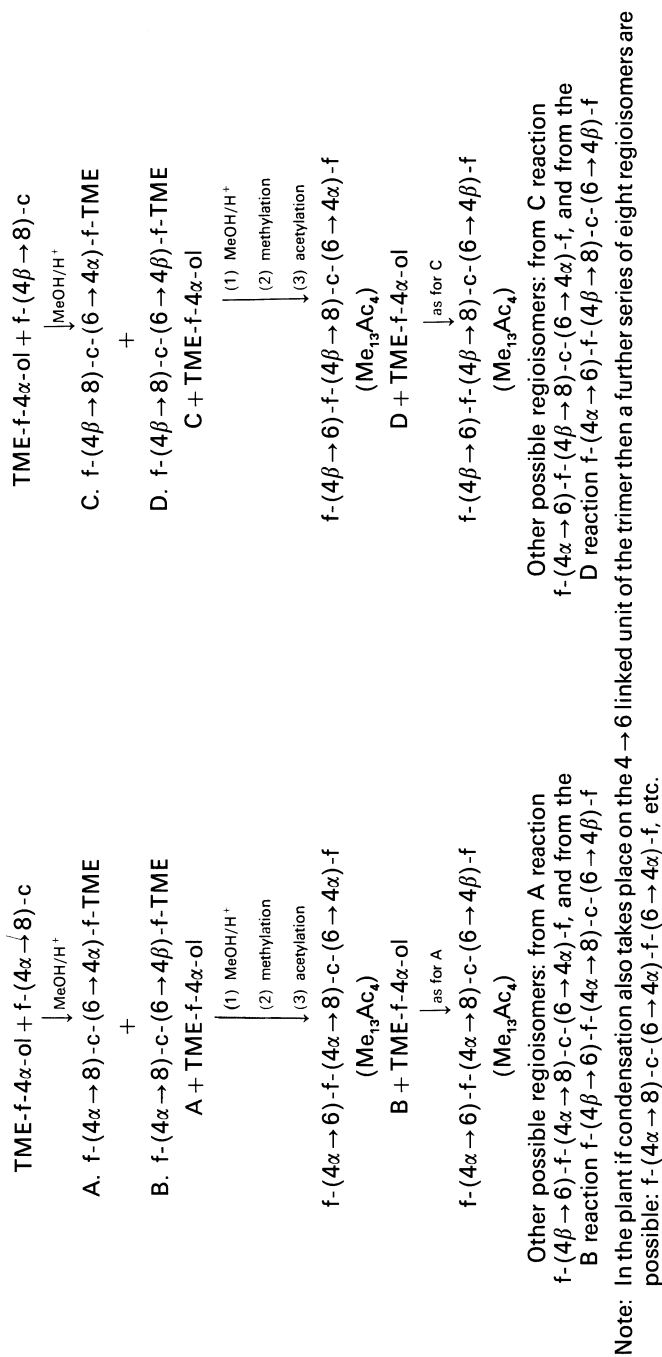 TME-f-4α-ol + f-(4α→8)-c
MeOH/H⁺
A. f-(4α→8)-c-(6→4α)-f-TME
+
B. f-(4α→8)-c-(6→4β)-f-TME
A + TME-f-4α-ol
(1) MeOH/H⁺
(2) methylation
(3) acetylation
f-(4α→6)-f-(4α→8)-c-(6→4α)-f
(Me₁₃Ac₄)
B + TME-f-4α-ol
as for A
f-(4α→6)-f-(4α→8)-c-(6→4β)-f
(Me₁₃Ac₄)
Other possible regioisomers: from A reaction
f-(4β→6)-f-(4α→8)-c-(6→4α)-f, and from the
B reaction f-(4β→6)-f-(4α→8)-c-(6→4β)-f
TME-f-4α-ol + f-(4β→8)-c
MeOH/H⁺
C. f-(4β→8)-c-(6→4α)-f-TME
+
D. f-(4β→8)-c-(6→4β)-f-TME
C + TME-f-4α-ol
(1) MeOH/H⁺
(2) methylation
(3) acetylation
f-(4β→6)-f-(4β→8)-c-(6→4α)-f
(Me₁₃Ac₄)
D + TME-f-4α-ol
as for C
f-(4β→6)-f-(4β→8)-c-(6→4β)-f
(Me₁₃Ac₄)
Other possible regioisomers: from C reaction
f-(4α→6)-f-(4β→8)-c-(6→4α)-f, and from the
D reaction f-(4α→6)-f-(4β→8)-c-(6→4β)-f
Note: In the plant if condensation also takes place on the 4→6 linked unit of the trimer then a further series of eight regioisomers are
possible: f-(4α→8)-c-(6→4α)-f-(6→4α)-f, etc.